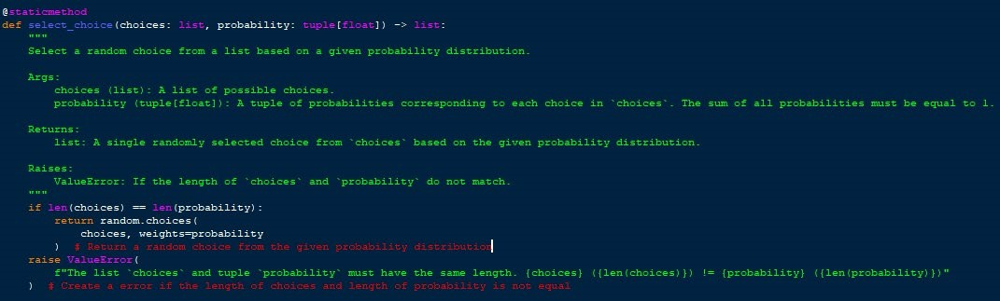 @staticmethod
def select_choice(choices: list, probability: tuple[float]) -> list:
    """
    Select a random choice from a list based on a given probability distribution.

    Args:
        choices (list): A list of possible choices.
        probability (tuple[float]): A tuple of probabilities corresponding to each choice in `choices`. The sum of all probabilities must be equal to 1.

    Returns:
        list: A single randomly selected choice from `choices` based on the given probability distribution.

    Raises:
        ValueError: If the length of `choices` and `probability` do not match.
    """
    if len(choices) == len(probability):
        return random.choices(
            choices, weights=probability
        )  # Return a random choice from the given probability distribution
    raise ValueError(
        f"The list `choices` and tuple `probability` must have the same length. {choices} ({len(choices)}) != {probability} ({len(probability)})"
    )  # Create a error if the length of choices and length of probability is not equal